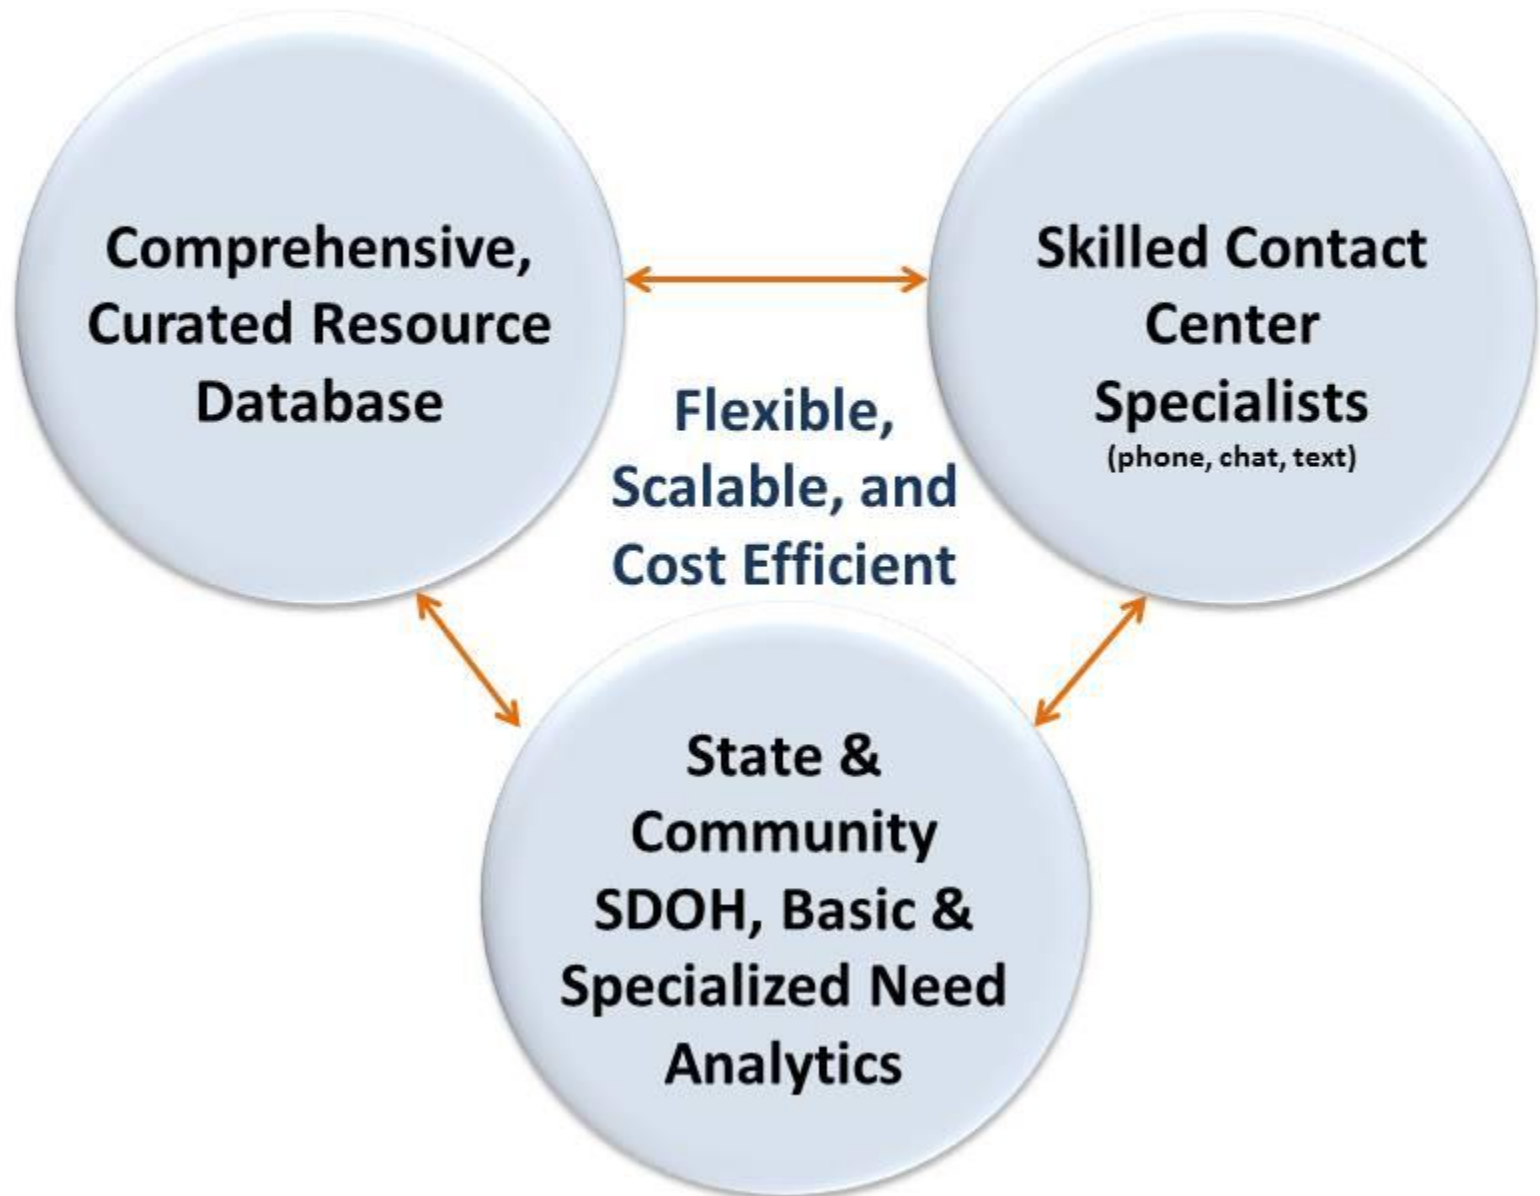 Comprehensive,
Curated Resource
Database
Skilled Contact
Center
Specialists
(phone, chat, text)
Flexible,
Scalable, and
Cost Efficient
State &
Community
SDOH, Basic &
Specialized Need
Analytics